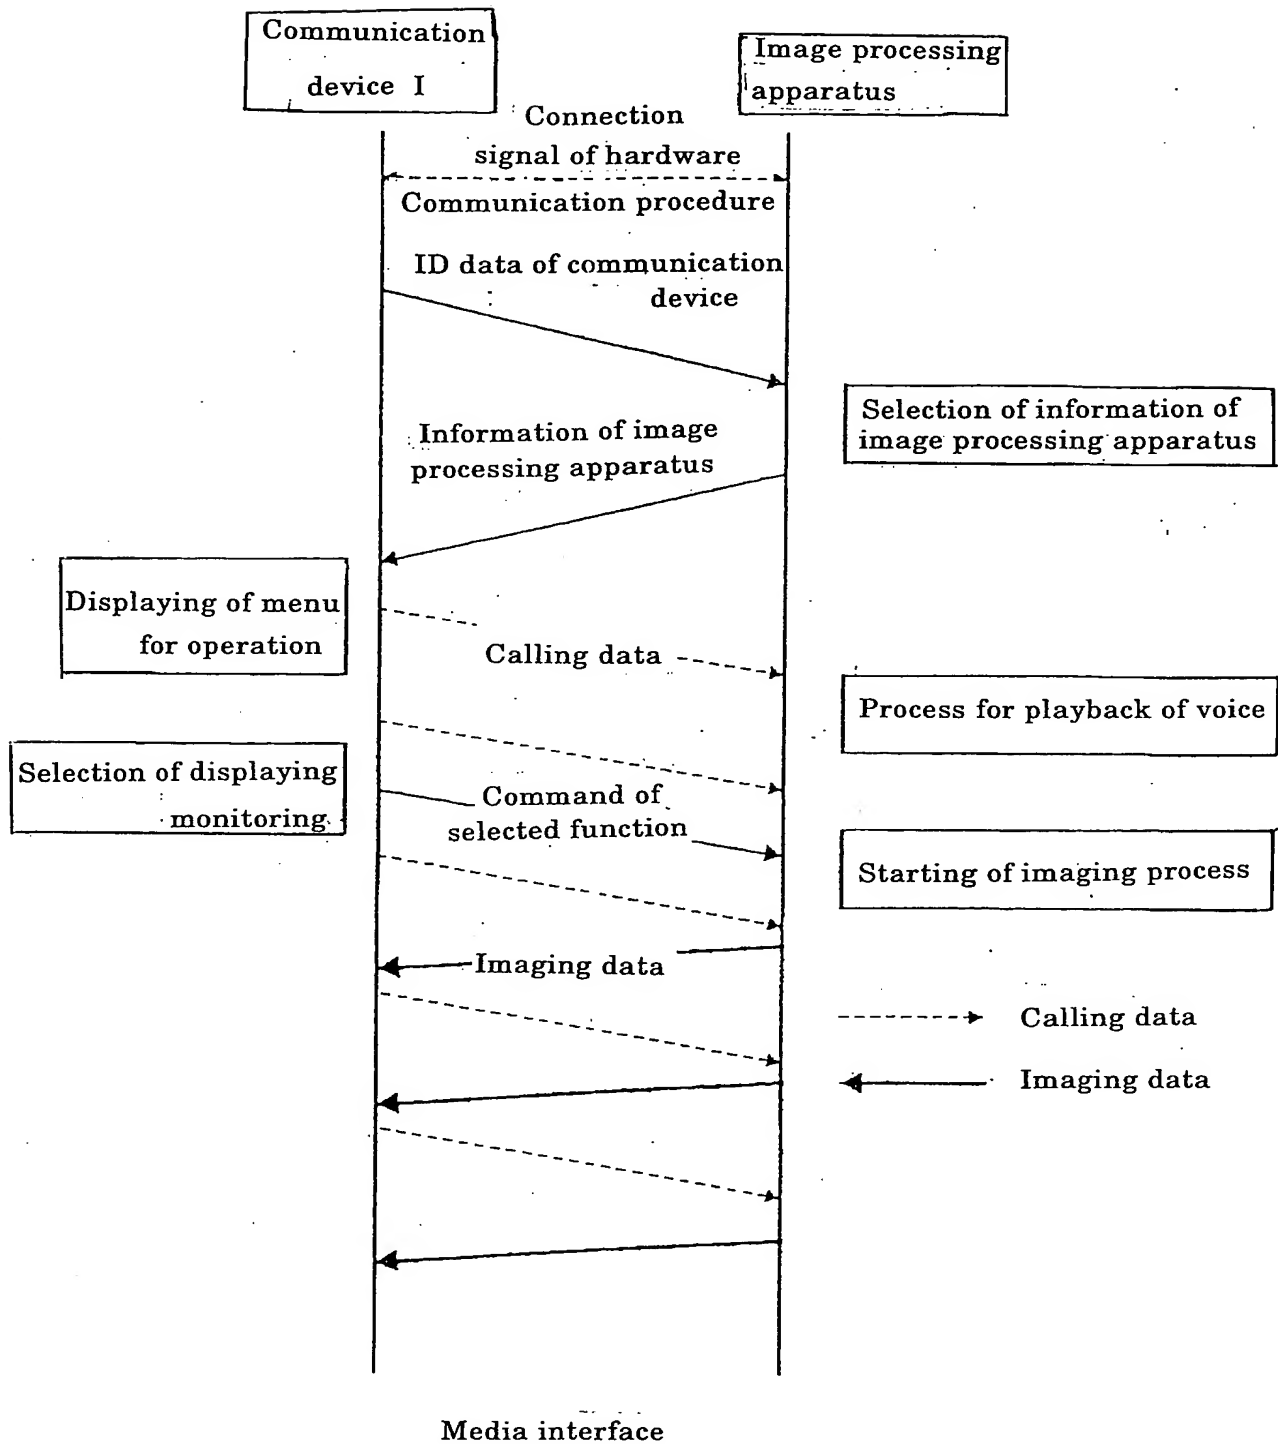 Communication
device I
Image processing
apparatus
Connection
signal of hardware
Communication procedure
ID data of communication
device
Selection of information of
image processing apparatus
Information of image
processing apparatus
Displaying of menu
for operation
Calling data
Process for playback of voice
Selection of displaying
monitoring
Command of
selected function
Starting of imaging process
Imaging data
Calling data
Imaging data
Media interface